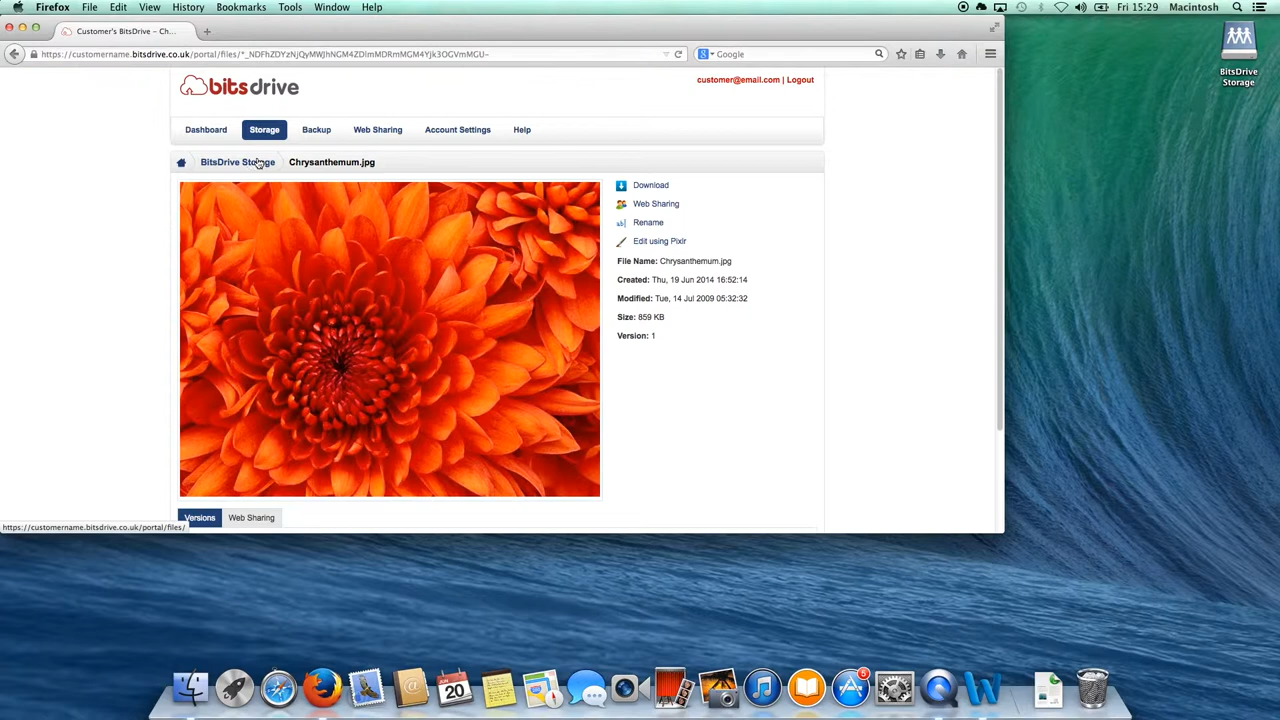 Firefox File Edit View History Bookmarks Tools Window Help Fri 15:29 Macintosh
Customer's BitsDrive – Ch...
https://customername.bitsdrive.co.uk/portal/files/
Google
BitsDrive Storage
bitsdrive
customer@email.com | Logout
Dashboard Storage Backup Web Sharing Account Settings Help
BitsDrive Storage Chrysanthemum.jpg
Download
Web Sharing
Rename
Edit using Pixlr
File Name: Chrysanthemum.jpg
Created: Thu, 19 Jun 2014 16:52:14
Modified: Tue, 14 Jul 2009 05:32:32
Size: 859 KB
Version: 1
Versions Web Sharing
https://customername.bitsdrive.co.uk/portal/files/
JUN
20
6